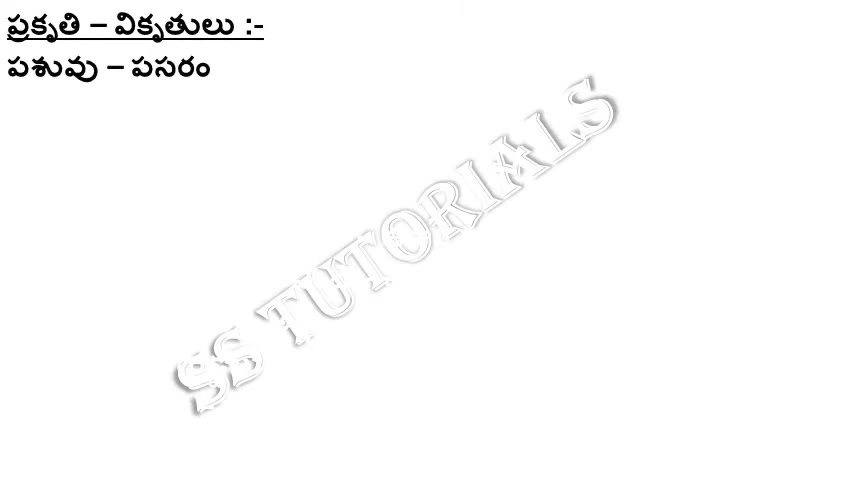 ప్రకృతి – వికృతులు :-
పశువు – పసరం
SS TUTORIALS